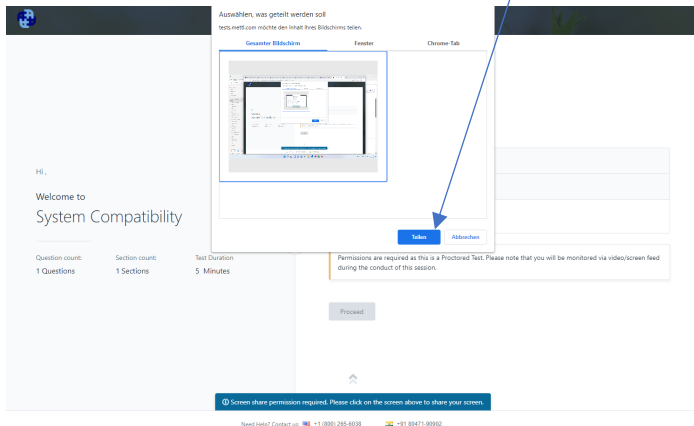 Auswählen, was geteilt werden soll
tests.mettl.com möchte den Inhalt Ihres Bildschirms teilen.
Gesamter Bildschirm Fenster Chrome-Tab
Teilen Abbrechen
Hi ,
Welcome to
System Compatibility
Question count: Section count: Test Duration
1 Questions 1 Sections 5 Minutes
Permissions are required as this is a Proctored Test. Please note that you will be monitored via video/screen feed
during the conduct of this session.
Proceed
Screen share permission required. Please click on the screen above to share your screen.
Need Help? Contact us +1 (800) 265-6038 +91 80471-90902